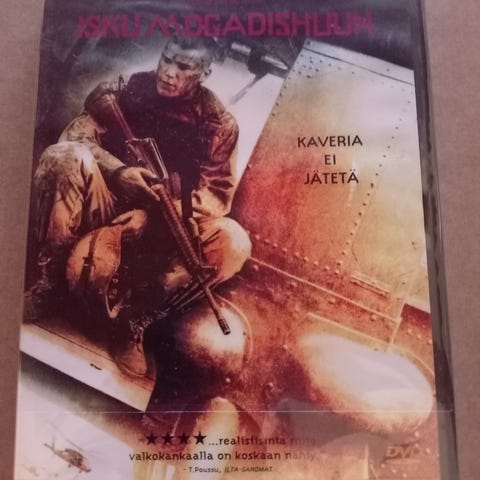 ISKU MOGADISHUUN
KAVERIA
EI
JÄTETÄ
★★★★...realistisinta mitä
valkokankaalla on koskaan nähty.
- T.Poussu, ILTA-SANOMAT
DVD